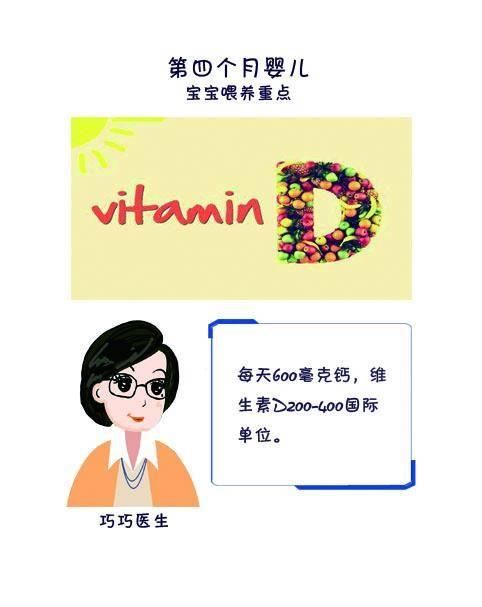 第四个月婴儿
宝宝喂养重点
vitamin D
每天600毫克钙，维
生素D200-400国际
单位。
巧巧医生